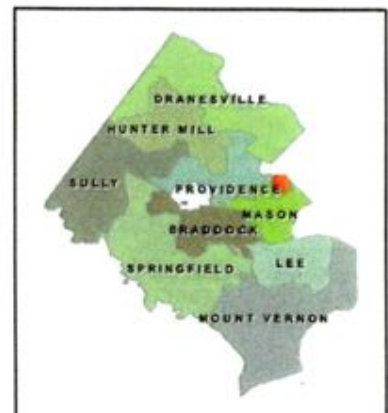 DRANESVILLE
HUNTER MILL
SULLY
PROVIDENCE
MASON
BRADDOCK
LEE
SPRINGFIELD
MOUNT VERNON